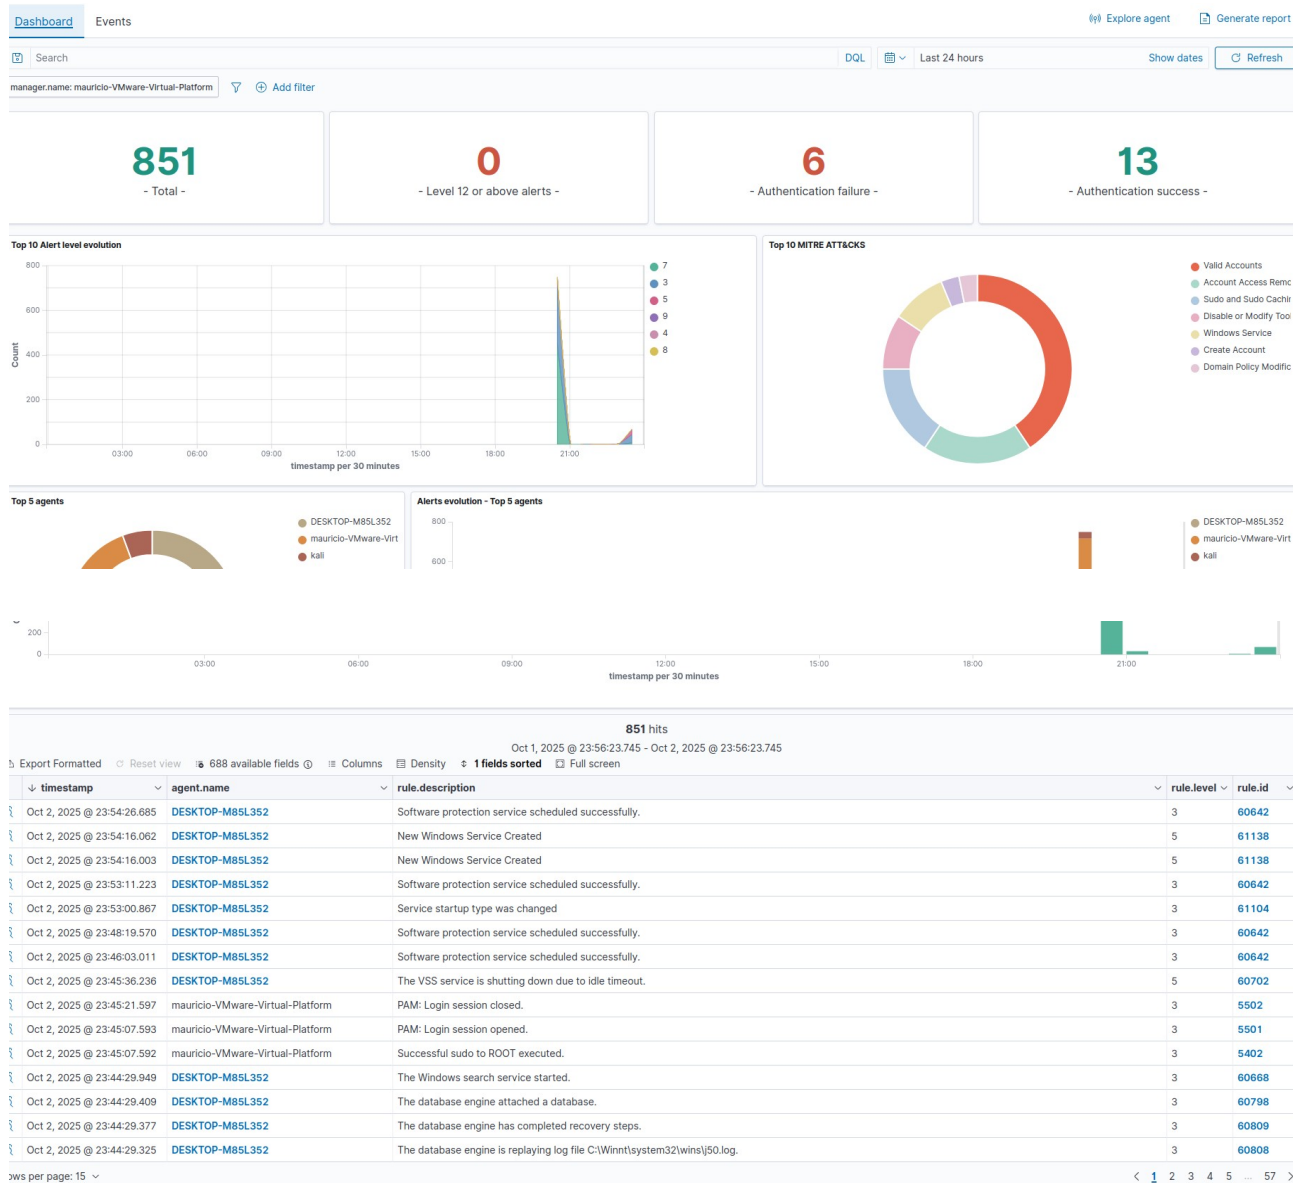 Dashboard Events Explore agent Generate report
Search DQL Last 24 hours Show dates Refresh
manager.name: mauricio-VMware-Virtual-Platform Add filter
851 0 6 13
- Total - - Level 12 or above alerts - - Authentication failure - - Authentication success -
Top 10 Alert level evolution
800
600
400
200
0
Count
03:00 06:00 09:00 12:00 15:00 18:00 21:00
timestamp per 30 minutes
7
3
5
9
4
8
Top 10 MITRE ATT&CKS
Valid Accounts
Account Access Remo
Sudo and Sudo Cachin
Disable or Modify Tool
Windows Service
Create Account
Domain Policy Modific
Top 5 agents
DESKTOP-M85L352
mauricio-VMware-Virt
kali
Alerts evolution - Top 5 agents
800
600
DESKTOP-M85L352
mauricio-VMware-Virt
kali
200
0
03:00 06:00 09:00 12:00 15:00 18:00 21:00
timestamp per 30 minutes
851 hits
Oct 1, 2025 @ 23:56:23.745 - Oct 2, 2025 @ 23:56:23.745
Export Formatted Reset view 688 available fields Columns Density 1 fields sorted Full screen
timestamp agent.name rule.description rule.level rule.id
Oct 2, 2025 @ 23:54:26.685 DESKTOP-M85L352 Software protection service scheduled successfully. 3 60642
Oct 2, 2025 @ 23:54:16.062 DESKTOP-M85L352 New Windows Service Created 5 61138
Oct 2, 2025 @ 23:54:16.003 DESKTOP-M85L352 New Windows Service Created 5 61138
Oct 2, 2025 @ 23:53:11.223 DESKTOP-M85L352 Software protection service scheduled successfully. 3 60642
Oct 2, 2025 @ 23:53:00.867 DESKTOP-M85L352 Service startup type was changed 3 61104
Oct 2, 2025 @ 23:48:19.570 DESKTOP-M85L352 Software protection service scheduled successfully. 3 60642
Oct 2, 2025 @ 23:46:03.011 DESKTOP-M85L352 Software protection service scheduled successfully. 3 60642
Oct 2, 2025 @ 23:45:36.236 DESKTOP-M85L352 The VSS service is shutting down due to idle timeout. 5 60702
Oct 2, 2025 @ 23:45:21.597 mauricio-VMware-Virtual-Platform PAM: Login session closed. 3 5502
Oct 2, 2025 @ 23:45:07.593 mauricio-VMware-Virtual-Platform PAM: Login session opened. 3 5501
Oct 2, 2025 @ 23:45:07.592 mauricio-VMware-Virtual-Platform Successful sudo to ROOT executed. 3 5402
Oct 2, 2025 @ 23:44:29.949 DESKTOP-M85L352 The Windows search service started. 3 60668
Oct 2, 2025 @ 23:44:29.409 DESKTOP-M85L352 The database engine attached a database. 3 60798
Oct 2, 2025 @ 23:44:29.377 DESKTOP-M85L352 The database engine has completed recovery steps. 3 60809
Oct 2, 2025 @ 23:44:29.325 DESKTOP-M85L352 The database engine is replaying log file C:\Winnt\system32\wins\j50.log. 3 60808
ows per page: 15 1 2 3 4 5 ... 57